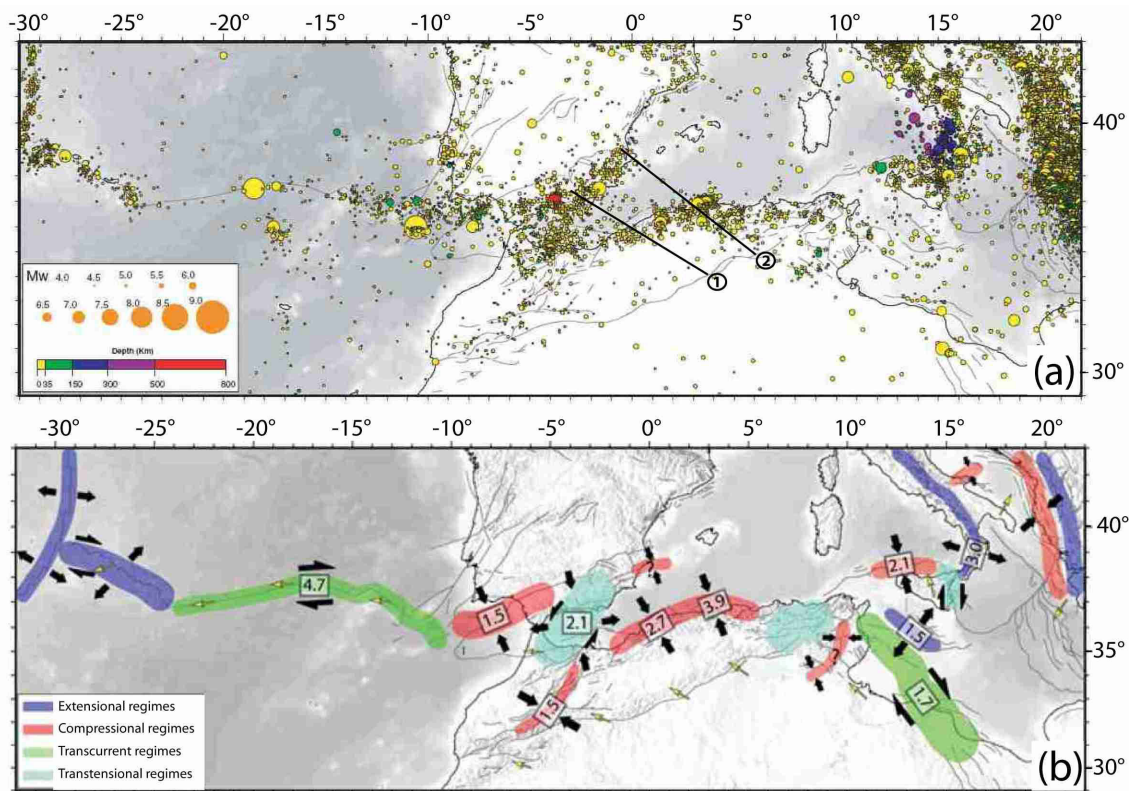 -30° -25° -20° -15° -10° -5° 0° 5° 10° 15° 20°
40°
30°
Mw 4.0 4.5 5.0 5.5 6.0
6.5 7.0 7.5 8.0 8.5 9.0
Depth (Km)
0 35 150 300 500 800
1
2
(a)
-30° -25° -20° -15° -10° -5° 0° 5° 10° 15° 20°
40°
35°
30°
4.7
1.5
2.1
1.5
?
2.7
3.9
2.1
3.0
1.5
?
1.7
Extensional regimes
Compressional regimes
Transcurrent regimes
Transtensional regimes
(b)